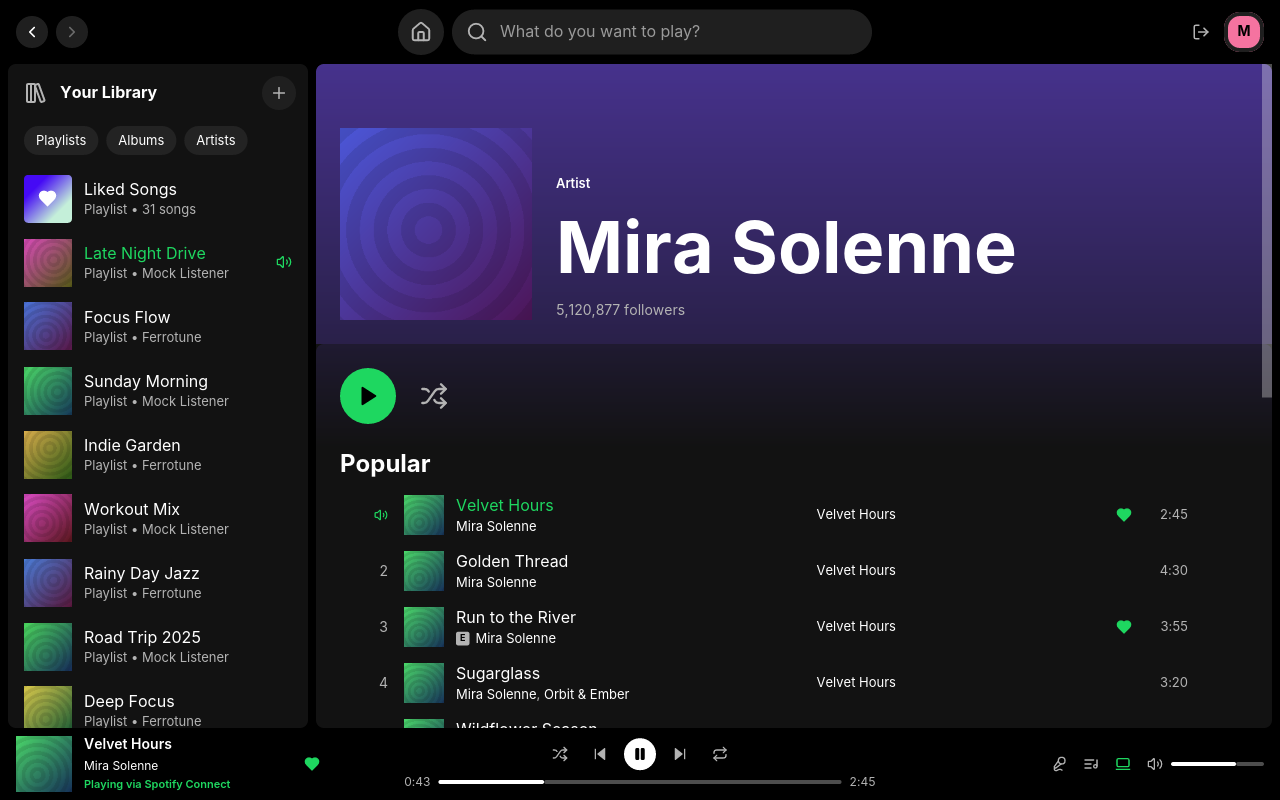 What do you want to play?
M
Your Library
Playlists
Albums
Artists
Liked Songs
Playlist • 31 songs
Late Night Drive
Playlist • Mock Listener
Focus Flow
Playlist • Ferrotune
Sunday Morning
Playlist • Mock Listener
Indie Garden
Playlist • Ferrotune
Workout Mix
Playlist • Mock Listener
Rainy Day Jazz
Playlist • Ferrotune
Road Trip 2025
Playlist • Mock Listener
Deep Focus
Playlist • Ferrotune
Artist
Mira Solenne
5,120,877 followers
Popular
Velvet Hours
Mira Solenne
Velvet Hours
2:45
2
Golden Thread
Mira Solenne
Velvet Hours
4:30
3
Run to the River
E Mira Solenne
Velvet Hours
3:55
4
Sugarglass
Mira Solenne, Orbit & Ember
Velvet Hours
3:20
Wildflower Season
Velvet Hours
Mira Solenne
Playing via Spotify Connect
0:43
2:45